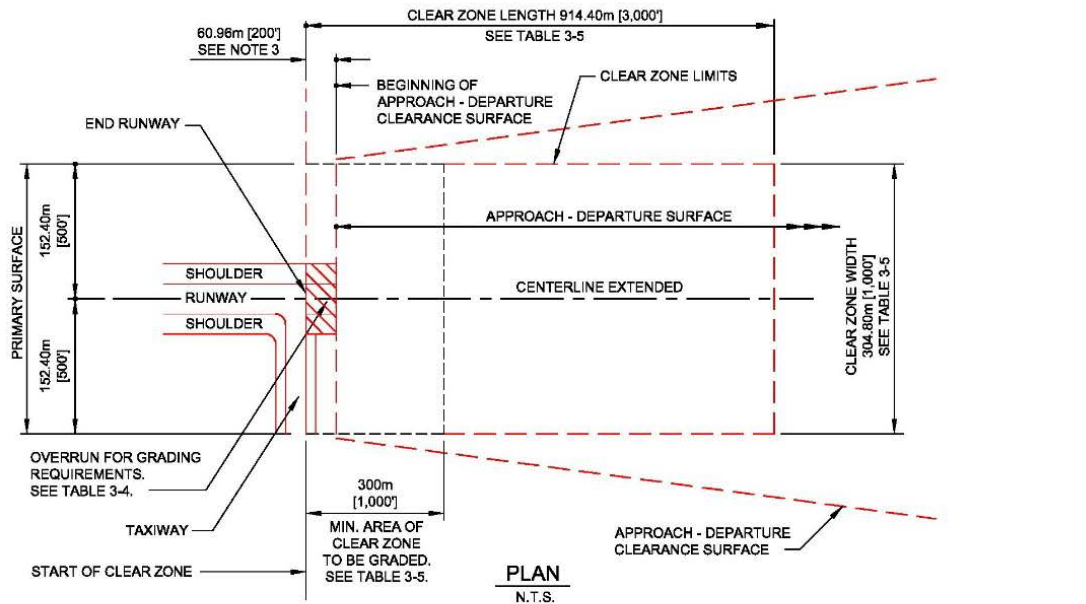 CLEAR ZONE LENGTH 914.40m [3,000']
SEE TABLE 3-5
60.96m [200']
SEE NOTE 3
BEGINNING OF
APPROACH - DEPARTURE
CLEARANCE SURFACE
CLEAR ZONE LIMITS
END RUNWAY
PRIMARY SURFACE
152.40m
[500']
152.40m
[500']
SHOULDER
RUNWAY
SHOULDER
APPROACH - DEPARTURE SURFACE
CENTERLINE EXTENDED
CLEAR ZONE WIDTH
304.80m [1,000']
SEE TABLE 3-5
OVERRUN FOR GRADING
REQUIREMENTS.
SEE TABLE 3-4.
TAXIWAY
START OF CLEAR ZONE
300m
[1,000']
MIN. AREA OF
CLEAR ZONE
TO BE GRADED.
SEE TABLE 3-5.
APPROACH - DEPARTURE
CLEARANCE SURFACE
PLAN
N.T.S.